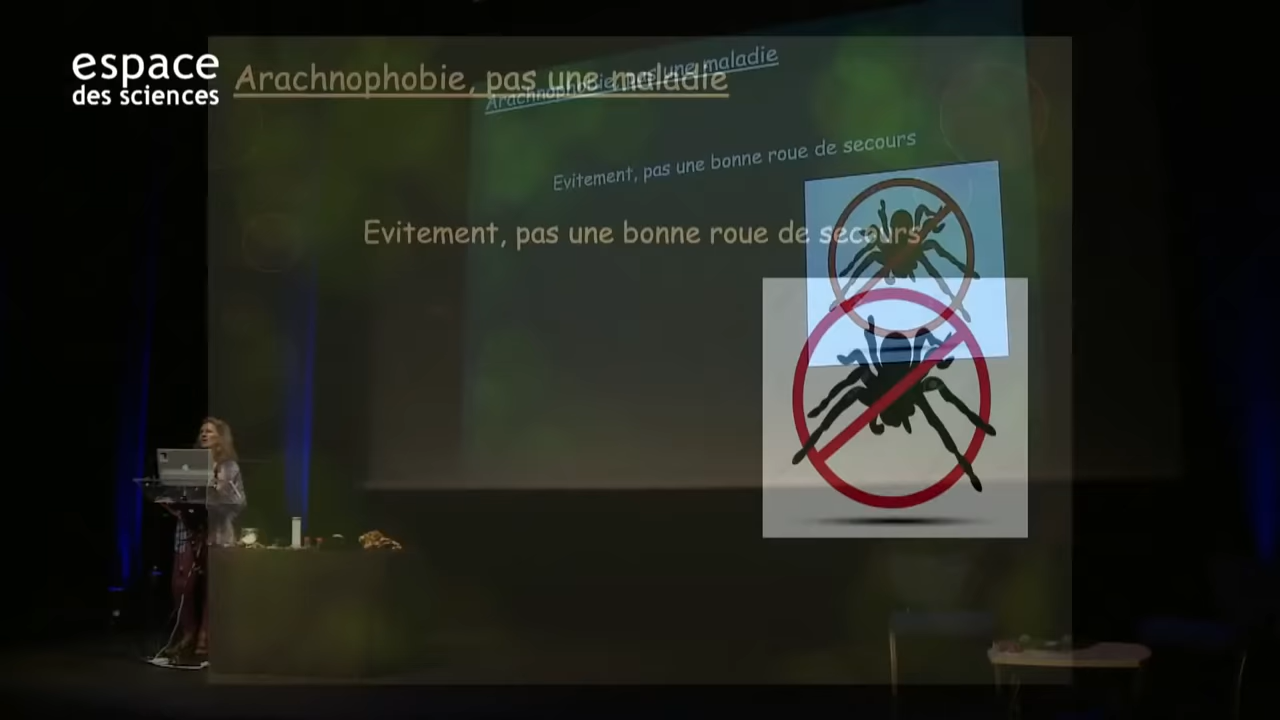 espace
des sciences
Arachnophobie, pas une maladie
Arachnophobie, pas une maladie
Evitement, pas une bonne roue de secours
Evitement, pas une bonne roue de secours